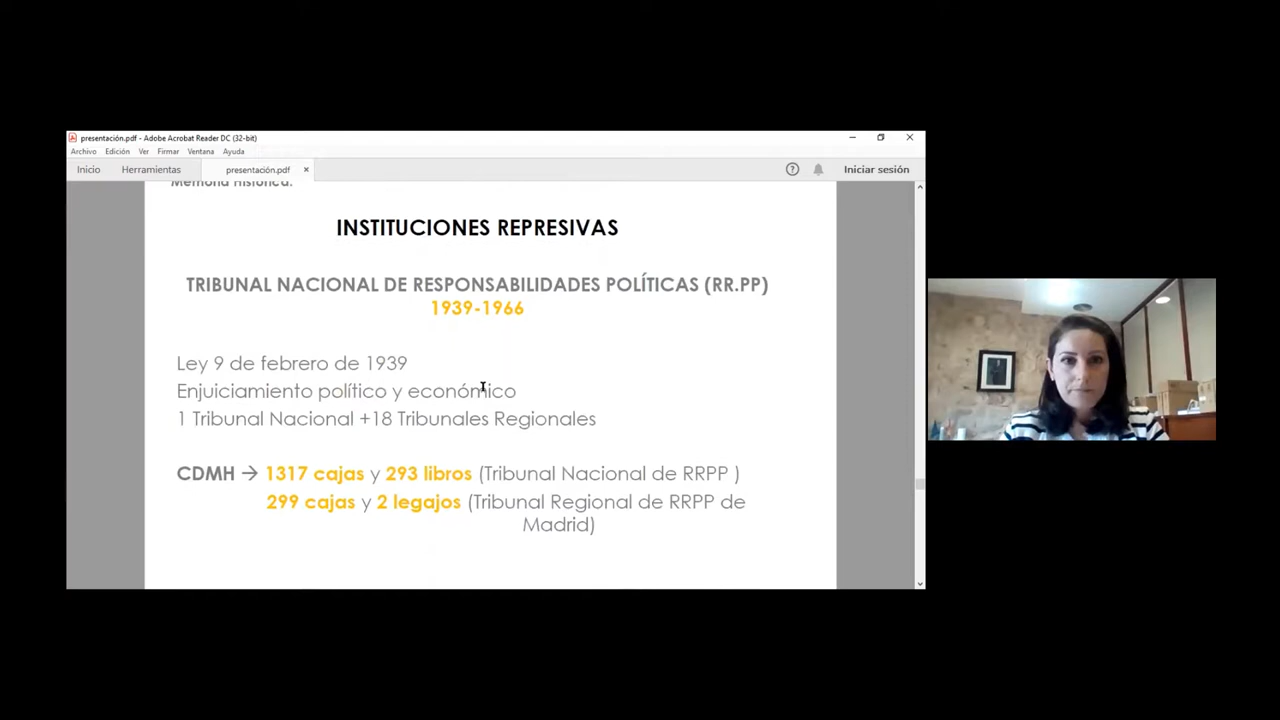 presentación.pdf - Adobe Acrobat Reader DC (32-bit)
Archivo Edición Ver Firmar Ventana Ayuda
Inicio Herramientas presentación.pdf Iniciar sesión
Memoria Histórica.
INSTITUCIONES REPRESIVAS
TRIBUNAL NACIONAL DE RESPONSABILIDADES POLÍTICAS (RR.PP)
1939-1966
Ley 9 de febrero de 1939
Enjuiciamiento político y económico
1 Tribunal Nacional +18 Tribunales Regionales
CDMH → 1317 cajas y 293 libros (Tribunal Nacional de RRPP )
299 cajas y 2 legajos (Tribunal Regional de RRPP de
Madrid)